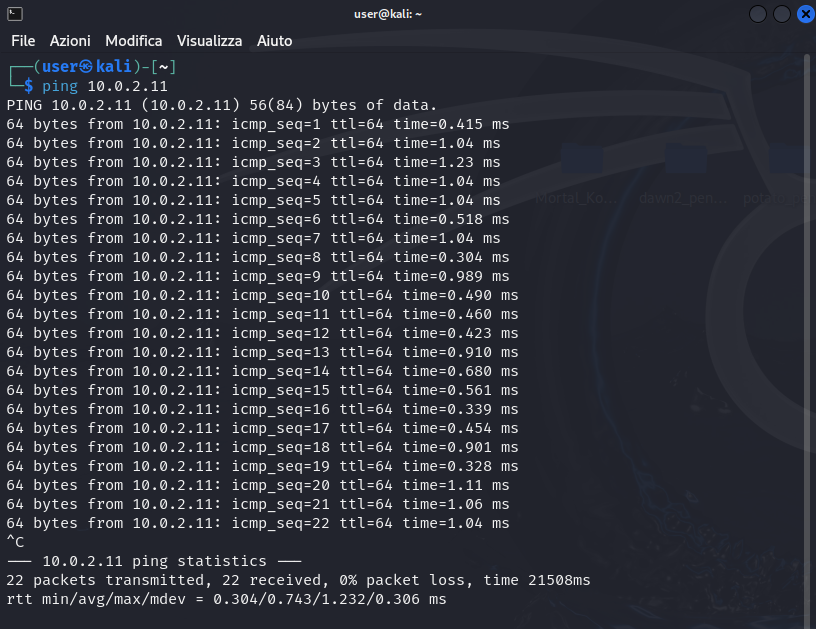 user@kali: ~
File Azioni Modifica Visualizza Aiuto
┌──(user㉿kali)-[~]
└─$ ping 10.0.2.11
PING 10.0.2.11 (10.0.2.11) 56(84) bytes of data.
64 bytes from 10.0.2.11: icmp_seq=1 ttl=64 time=0.415 ms
64 bytes from 10.0.2.11: icmp_seq=2 ttl=64 time=1.04 ms
64 bytes from 10.0.2.11: icmp_seq=3 ttl=64 time=1.23 ms
64 bytes from 10.0.2.11: icmp_seq=4 ttl=64 time=1.04 ms
64 bytes from 10.0.2.11: icmp_seq=5 ttl=64 time=1.04 ms
64 bytes from 10.0.2.11: icmp_seq=6 ttl=64 time=0.518 ms
64 bytes from 10.0.2.11: icmp_seq=7 ttl=64 time=1.04 ms
64 bytes from 10.0.2.11: icmp_seq=8 ttl=64 time=0.304 ms
64 bytes from 10.0.2.11: icmp_seq=9 ttl=64 time=0.989 ms
64 bytes from 10.0.2.11: icmp_seq=10 ttl=64 time=0.490 ms
64 bytes from 10.0.2.11: icmp_seq=11 ttl=64 time=0.460 ms
64 bytes from 10.0.2.11: icmp_seq=12 ttl=64 time=0.423 ms
64 bytes from 10.0.2.11: icmp_seq=13 ttl=64 time=0.910 ms
64 bytes from 10.0.2.11: icmp_seq=14 ttl=64 time=0.680 ms
64 bytes from 10.0.2.11: icmp_seq=15 ttl=64 time=0.561 ms
64 bytes from 10.0.2.11: icmp_seq=16 ttl=64 time=0.339 ms
64 bytes from 10.0.2.11: icmp_seq=17 ttl=64 time=0.454 ms
64 bytes from 10.0.2.11: icmp_seq=18 ttl=64 time=0.901 ms
64 bytes from 10.0.2.11: icmp_seq=19 ttl=64 time=0.328 ms
64 bytes from 10.0.2.11: icmp_seq=20 ttl=64 time=1.11 ms
64 bytes from 10.0.2.11: icmp_seq=21 ttl=64 time=1.06 ms
64 bytes from 10.0.2.11: icmp_seq=22 ttl=64 time=1.04 ms
^C
--- 10.0.2.11 ping statistics ---
22 packets transmitted, 22 received, 0% packet loss, time 21508ms
rtt min/avg/max/mdev = 0.304/0.743/1.232/0.306 ms
Mortal_Ko... dawn2_pen...